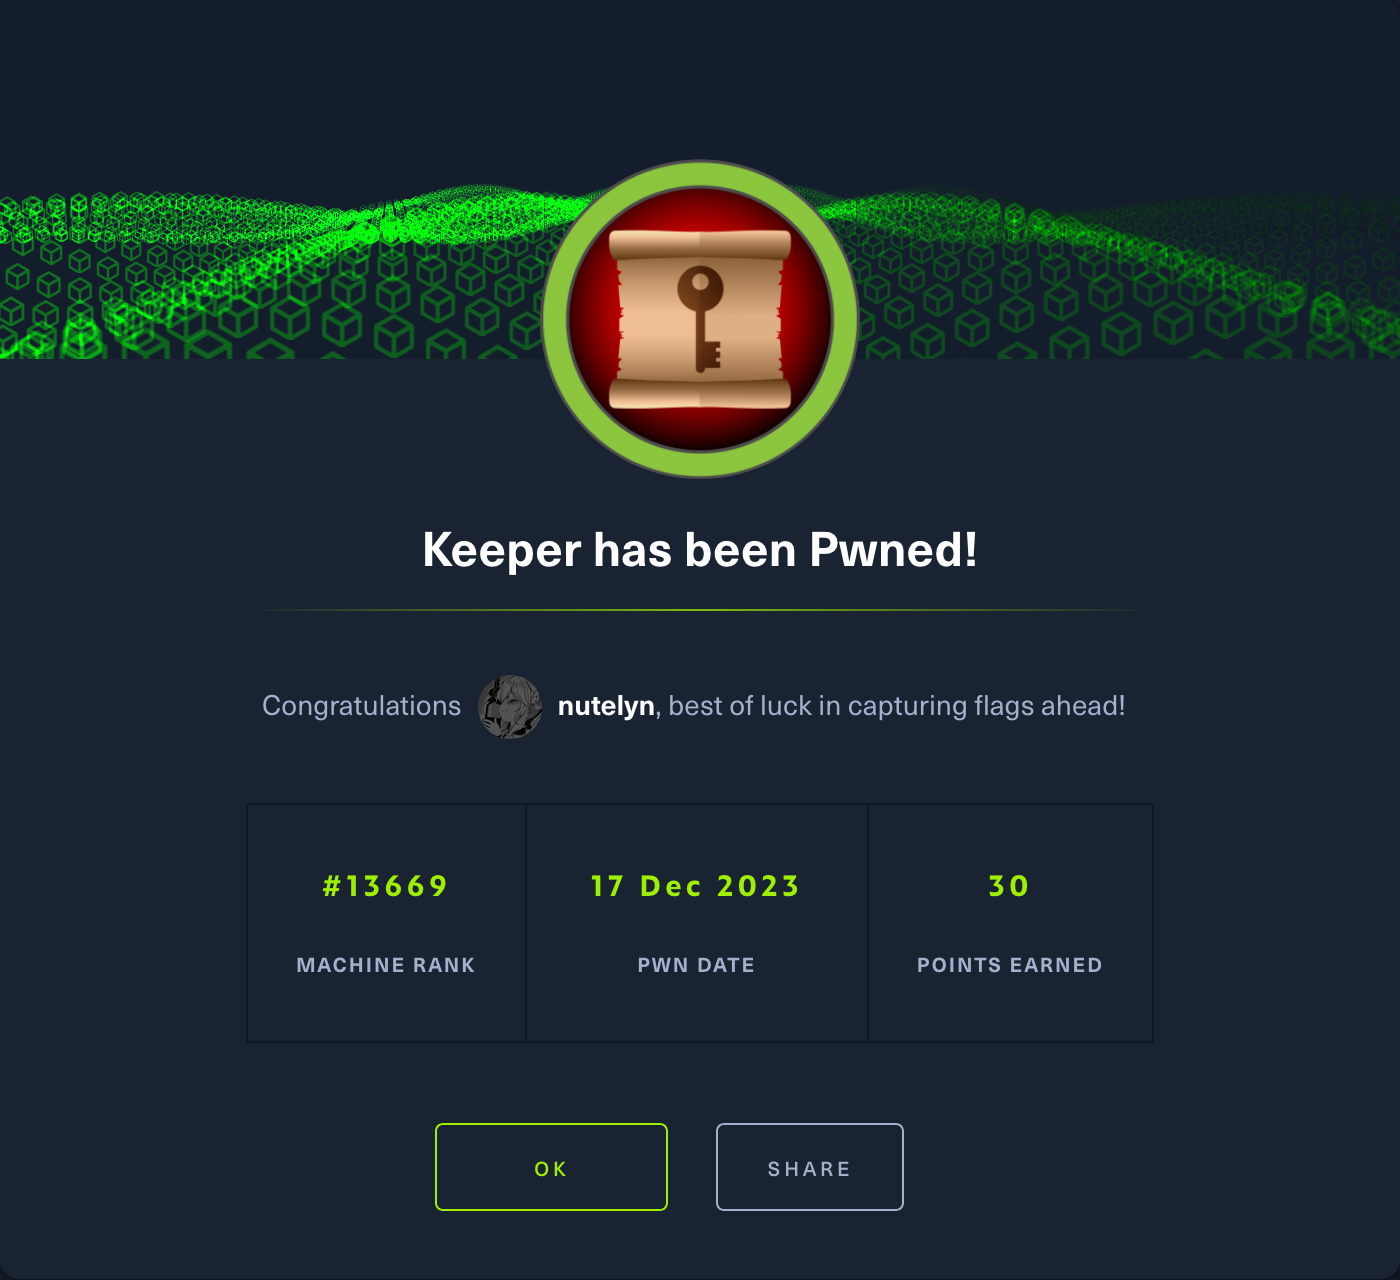 Keeper has been Pwned!
Congratulations nutelyn, best of luck in capturing flags ahead!
#13669 17 Dec 2023 30
MACHINE RANK PWN DATE POINTS EARNED
OK SHARE